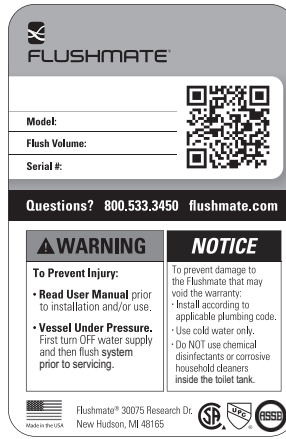 FLUSHMATE®
Model:
Flush Volume:
Serial #:
Questions? 800.533.3450 flushmate.com
WARNING
To Prevent Injury:
• Read User Manual prior
to installation and/or use.
• Vessel Under Pressure.
First turn OFF water supply
and then flush system
prior to servicing.
NOTICE
To prevent damage to
the Flushmate that may
void the warranty:
· Install according to
applicable plumbing code.
· Use cold water only.
· Do NOT use chemical
disinfectants or corrosive
household cleaners
inside the toilet tank.
Made in the USA
Flushmate® 30075 Research Dr.
New Hudson, MI 48165
SA
UPC
ASSE